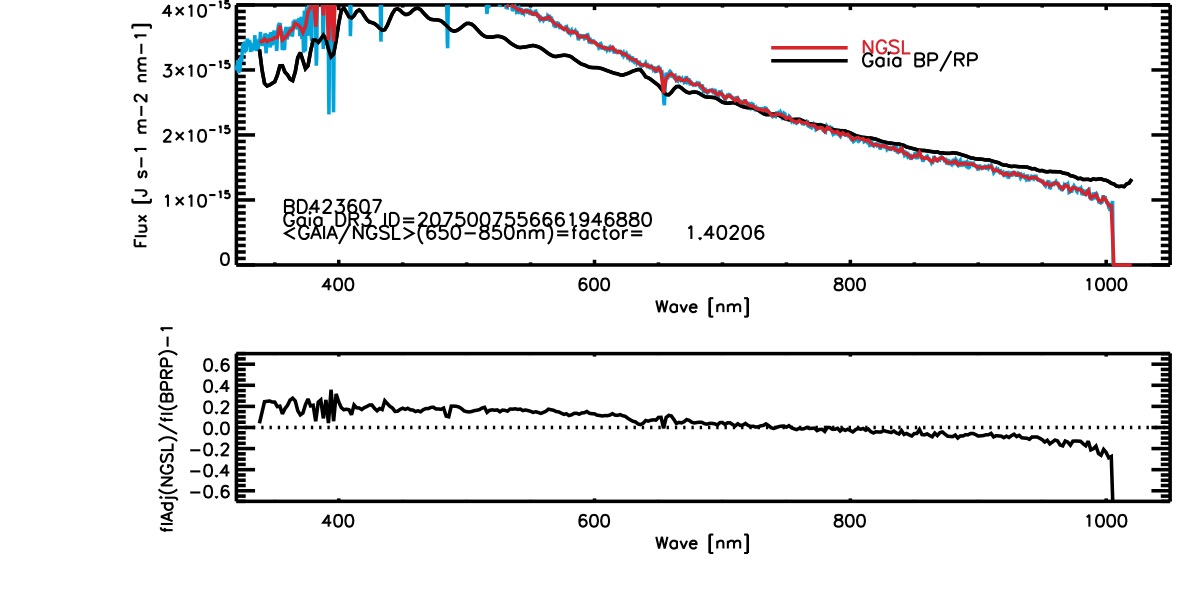 4×10−15
3×10−15
2×10−15
1×10−15
0
Flux [J s−1 m−2 nm−1]
NGSL
Gaia BP/RP
BD423607
Gaia DR3 ID=2075007556661946880
<GAIA/NGSL>(650−850nm)=factor= 1.40206
400 600 800 1000
Wave [nm]
flAdj(NGSL)/fl(BPRP)−1
0.6
0.4
0.2
0.0
−0.2
−0.4
−0.6
400 600 800 1000
Wave [nm]